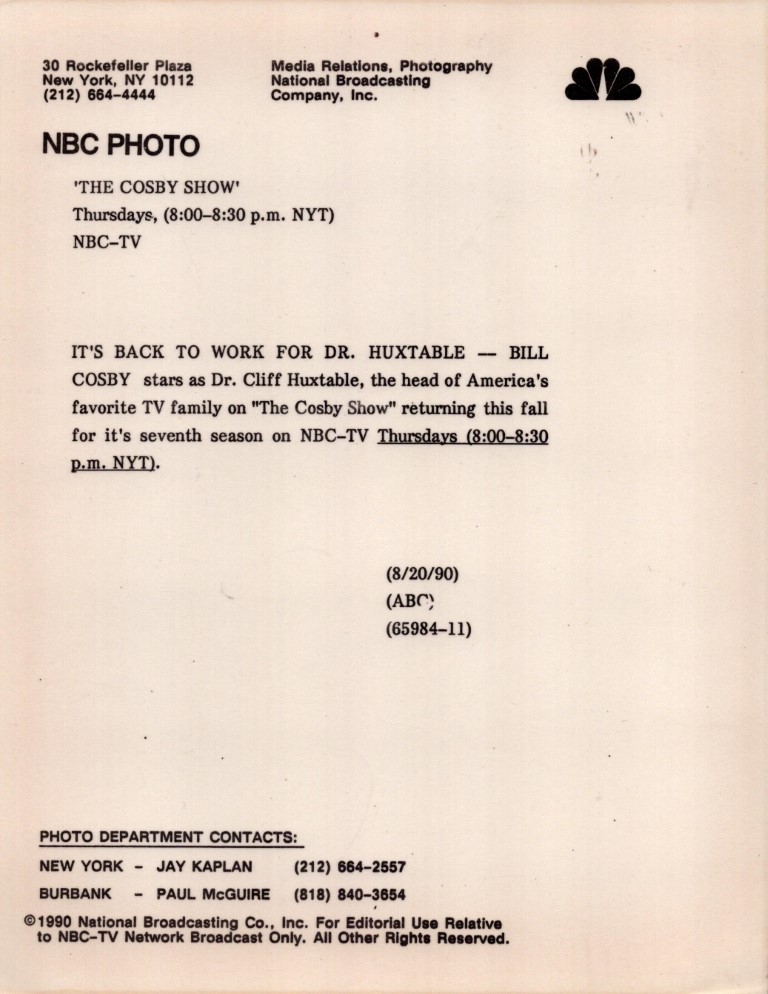 30 Rockefeller Plaza
New York, NY 10112
(212) 664-4444
Media Relations, Photography
National Broadcasting
Company, Inc.
NBC PHOTO
'THE COSBY SHOW'
Thursdays, (8:00-8:30 p.m. NYT)
NBC-TV
IT'S BACK TO WORK FOR DR. HUXTABLE — BILL
COSBY stars as Dr. Cliff Huxtable, the head of America's
favorite TV family on "The Cosby Show" returning this fall
for it's seventh season on NBC-TV Thursdays (8:00-8:30
p.m. NYT).
(8/20/90)
(ABC)
(65984-11)
PHOTO DEPARTMENT CONTACTS:
NEW YORK - JAY KAPLAN (212) 664-2557
BURBANK - PAUL McGUIRE (818) 840-3654
©1990 National Broadcasting Co., Inc. For Editorial Use Relative
to NBC-TV Network Broadcast Only. All Other Rights Reserved.